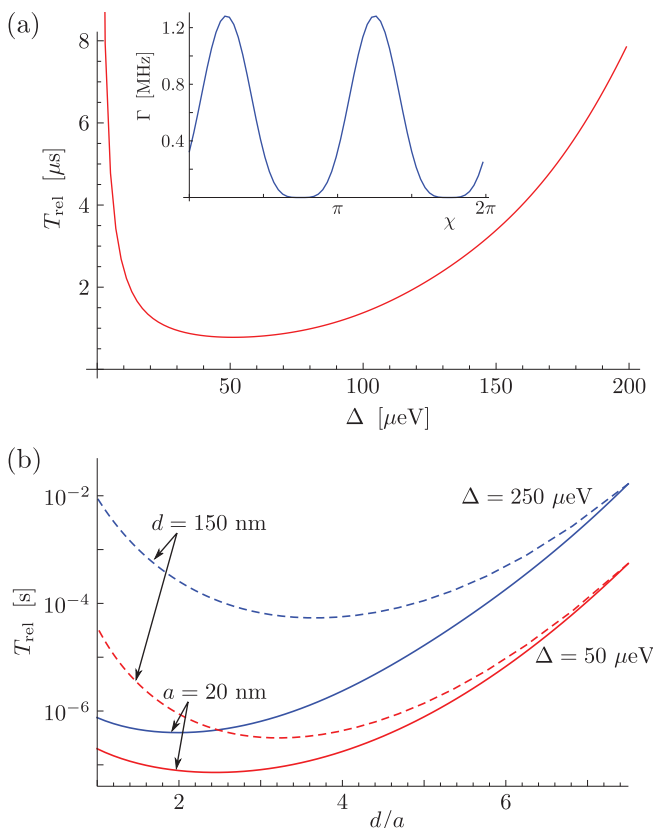 (a)
T_rel [μs]
8
6
4
2
50
100
150
200
Δ [μeV]
Γ [MHz]
1.2
0.8
0.4
π
2π
χ
(b)
T_rel [s]
10⁻²
10⁻⁴
10⁻⁶
Δ = 250 μeV
d = 150 nm
Δ = 50 μeV
a = 20 nm
2
4
6
d/a